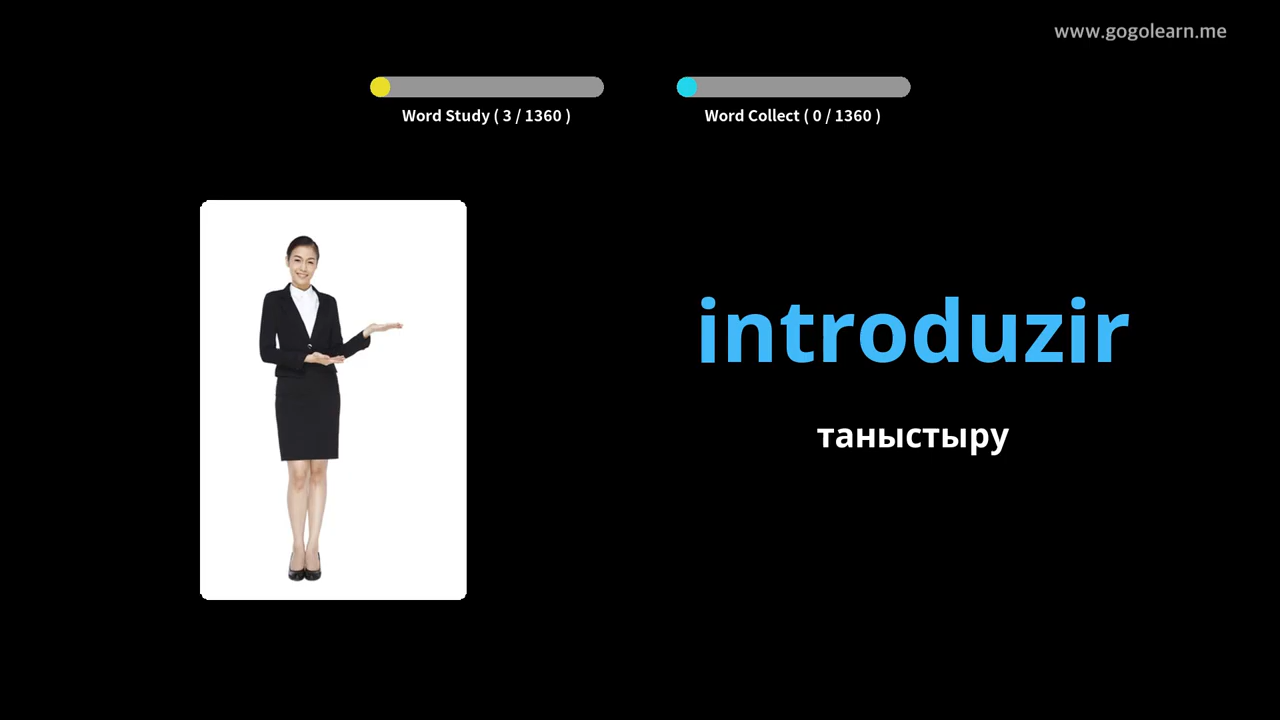 www.gogolearn.me
Word Study ( 3 / 1360 )
Word Collect ( 0 / 1360 )
introduzir
таныстыру